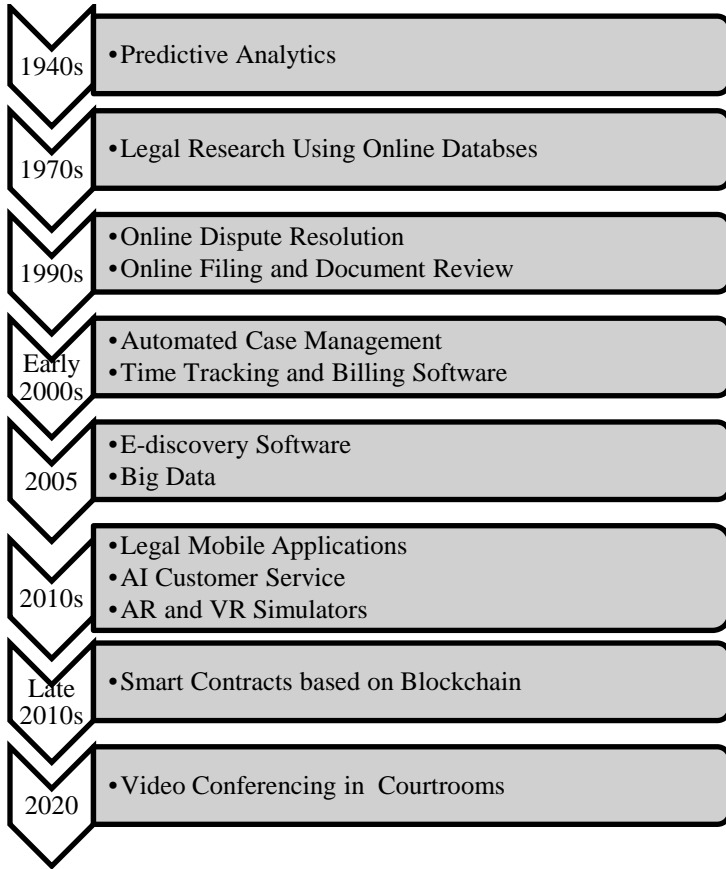 1940s
•Predictive Analytics
1970s
•Legal Research Using Online Databses
1990s
•Online Dispute Resolution
•Online Filing and Document Review
Early
2000s
•Automated Case Management
•Time Tracking and Billing Software
2005
•E-discovery Software
•Big Data
2010s
•Legal Mobile Applications
•AI Customer Service
•AR and VR Simulators
Late
2010s
•Smart Contracts based on Blockchain
2020
•Video Conferencing in  Courtrooms